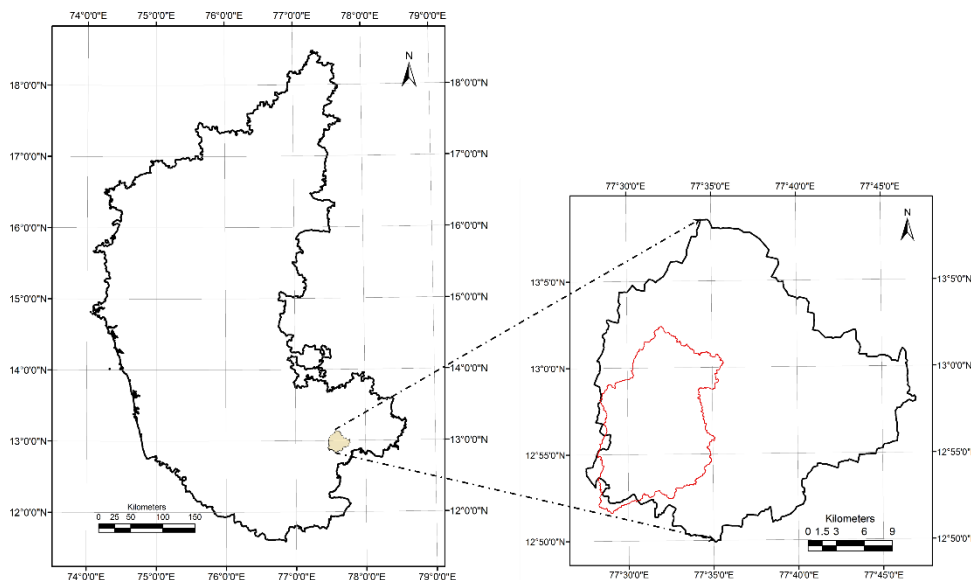 74°0'0"E 75°0'0"E 76°0'0"E 77°0'0"E 78°0'0"E 79°0'0"E
N
18°0'0"N 18°0'0"N
17°0'0"N 17°0'0"N
16°0'0"N 16°0'0"N
15°0'0"N 15°0'0"N
14°0'0"N 14°0'0"N
13°0'0"N 13°0'0"N
12°0'0"N 12°0'0"N
Kilometers
0 25 50 100 150
74°0'0"E 75°0'0"E 76°0'0"E 77°0'0"E 78°0'0"E 79°0'0"E
77°30'0"E 77°35'0"E 77°40'0"E 77°45'0"E
N
13°5'0"N 13°5'0"N
13°0'0"N 13°0'0"N
12°55'0"N 12°55'0"N
12°50'0"N 12°50'0"N
Kilometers
0 1.5 3 6 9
77°30'0"E 77°35'0"E 77°40'0"E 77°45'0"E